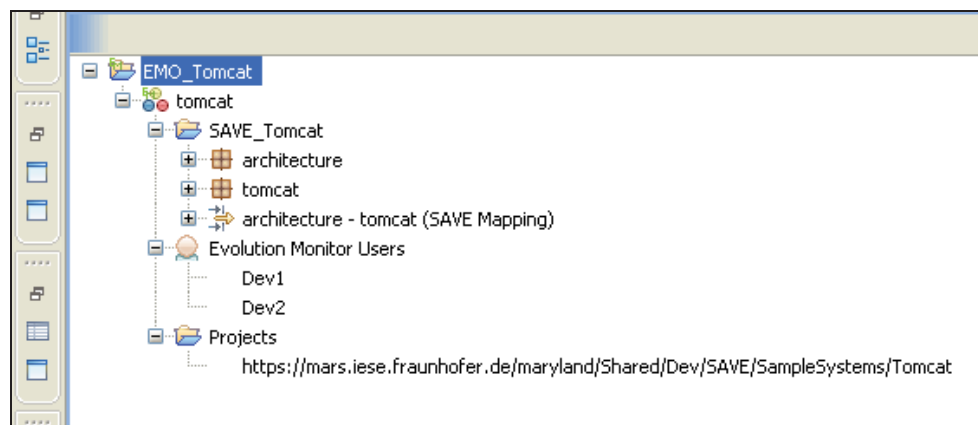 EMO_Tomcat
tomcat
SAVE_Tomcat
architecture
tomcat
architecture - tomcat (SAVE Mapping)
Evolution Monitor Users
Dev1
Dev2
Projects
https://mars.iese.fraunhofer.de/maryland/Shared/Dev/SAVE/SampleSystems/Tomcat